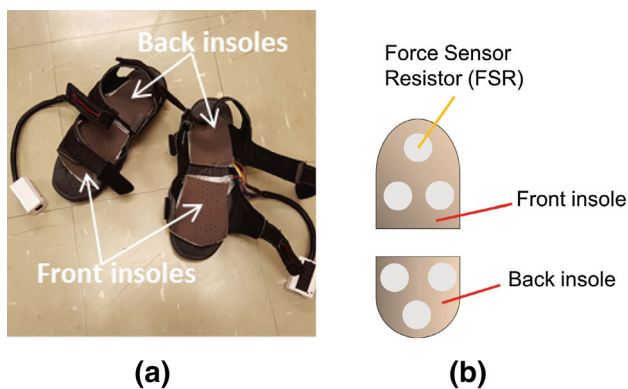 Back insoles
Front insoles
Force Sensor
Resistor (FSR)
Front insole
Back insole
(a)
(b)